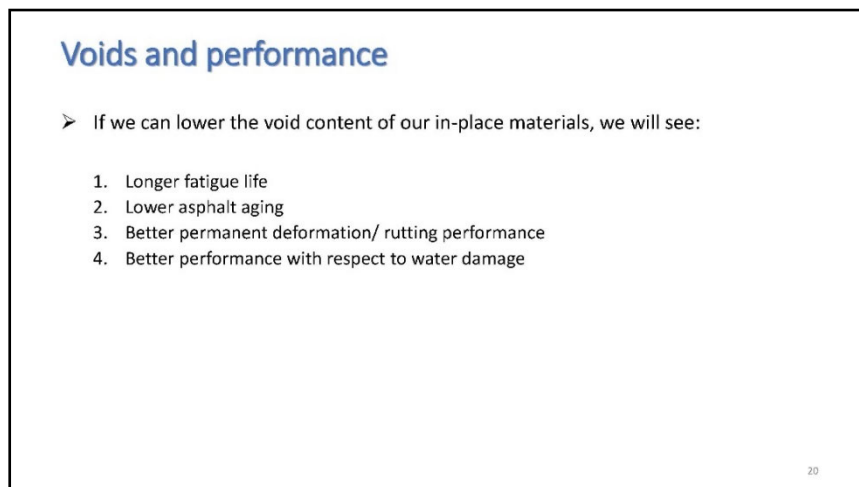 Voids and performance
➢ If we can lower the void content of our in-place materials, we will see:
1. Longer fatigue life
2. Lower asphalt aging
3. Better permanent deformation/ rutting performance
4. Better performance with respect to water damage
20